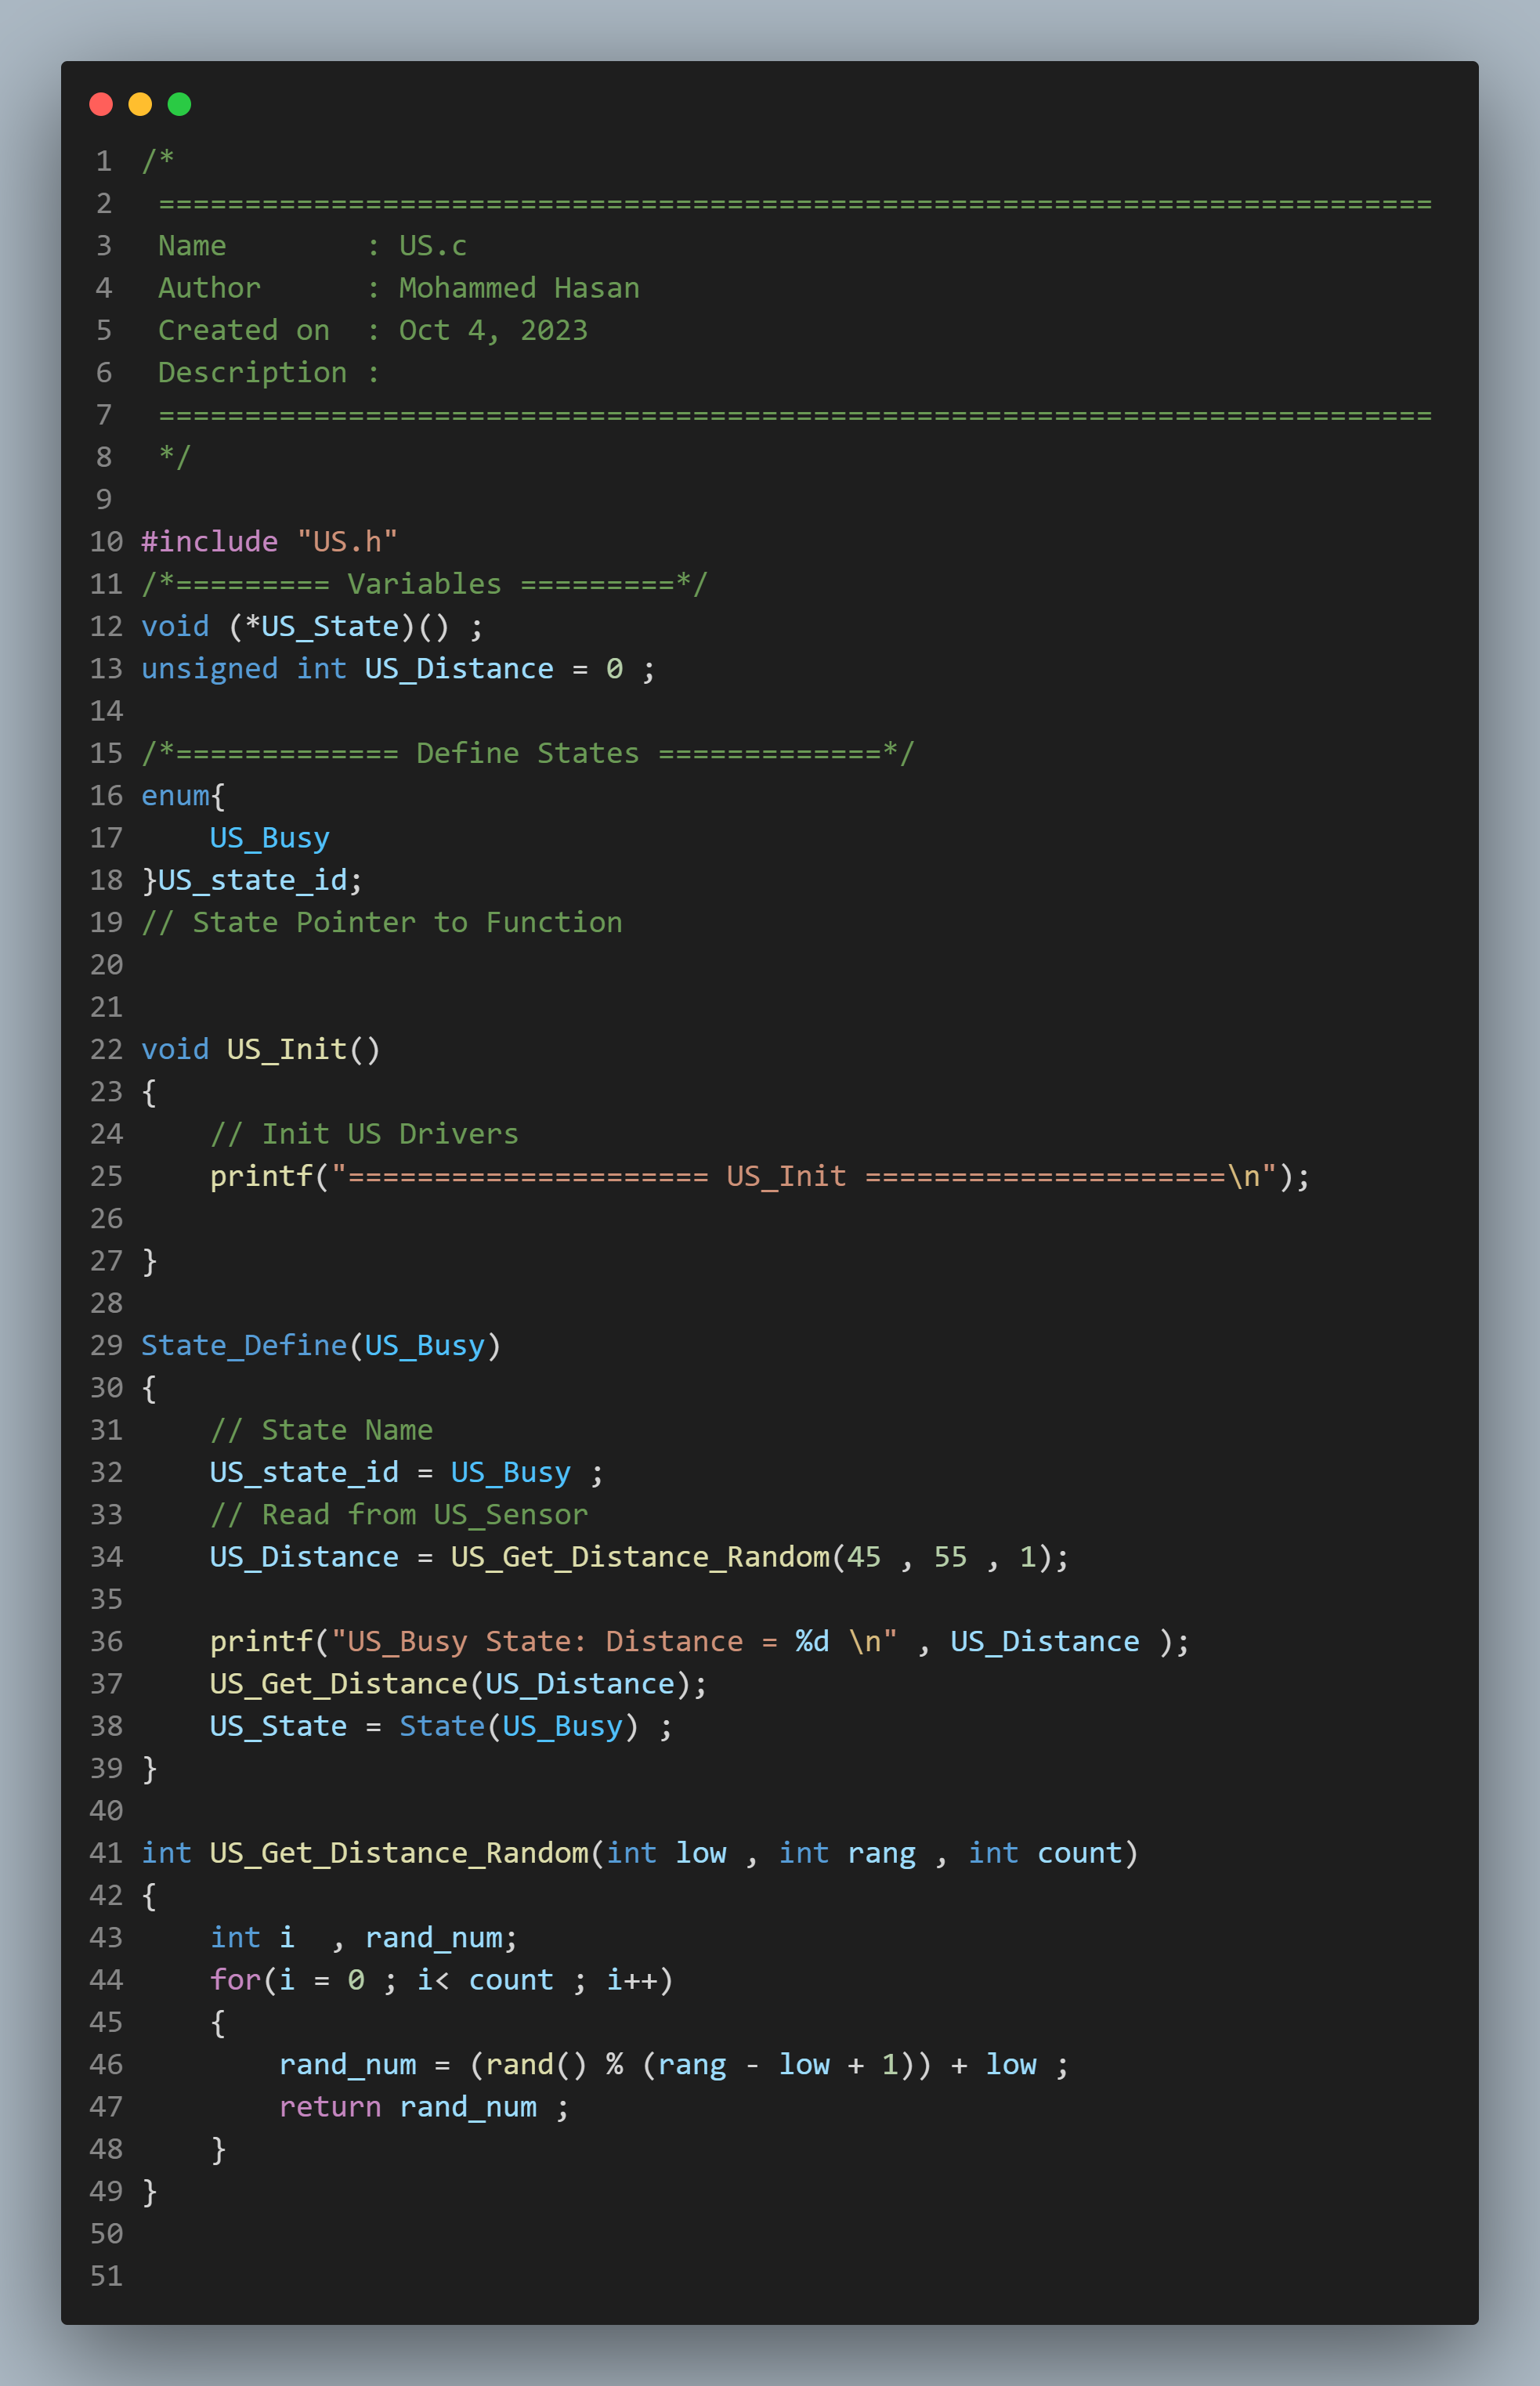 1 /*
2  ==========================================================================
3  Name        : US.c
4  Author      : Mohammed Hasan
5  Created on  : Oct 4, 2023
6  Description :
7  ==========================================================================
8  */
9
10 #include "US.h"
11 /*========= Variables =========*/
12 void (*US_State)() ;
13 unsigned int US_Distance = 0 ;
14
15 /*============= Define States =============*/
16 enum{
17     US_Busy
18 }US_state_id;
19 // State Pointer to Function
20
21
22 void US_Init()
23 {
24     // Init US Drivers
25     printf("===================== US_Init =====================\n");
26
27 }
28
29 State_Define(US_Busy)
30 {
31     // State Name
32     US_state_id = US_Busy ;
33     // Read from US_Sensor
34     US_Distance = US_Get_Distance_Random(45 , 55 , 1);
35
36     printf("US_Busy State: Distance = %d \n" , US_Distance );
37     US_Get_Distance(US_Distance);
38     US_State = State(US_Busy) ;
39 }
40
41 int US_Get_Distance_Random(int low , int rang , int count)
42 {
43     int i  , rand_num;
44     for(i = 0 ; i< count ; i++)
45     {
46         rand_num = (rand() % (rang - low + 1)) + low ;
47         return rand_num ;
48     }
49 }
50
51